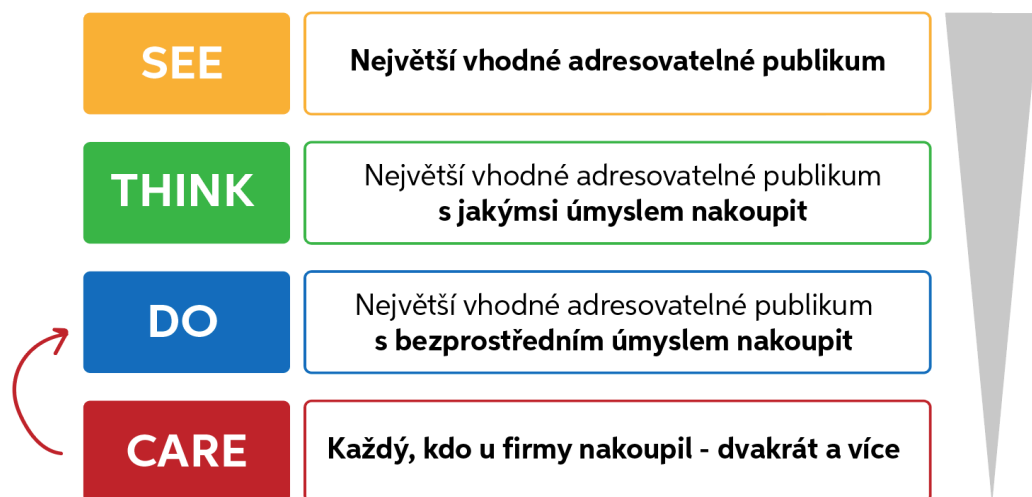 SEE
Největší vhodné adresovatelné publikum
THINK
Největší vhodné adresovatelné publikum
s jakýmsi úmyslem nakoupit
DO
Největší vhodné adresovatelné publikum
s bezprostředním úmyslem nakoupit
CARE
Každý, kdo u firmy nakoupil - dvakrát a více